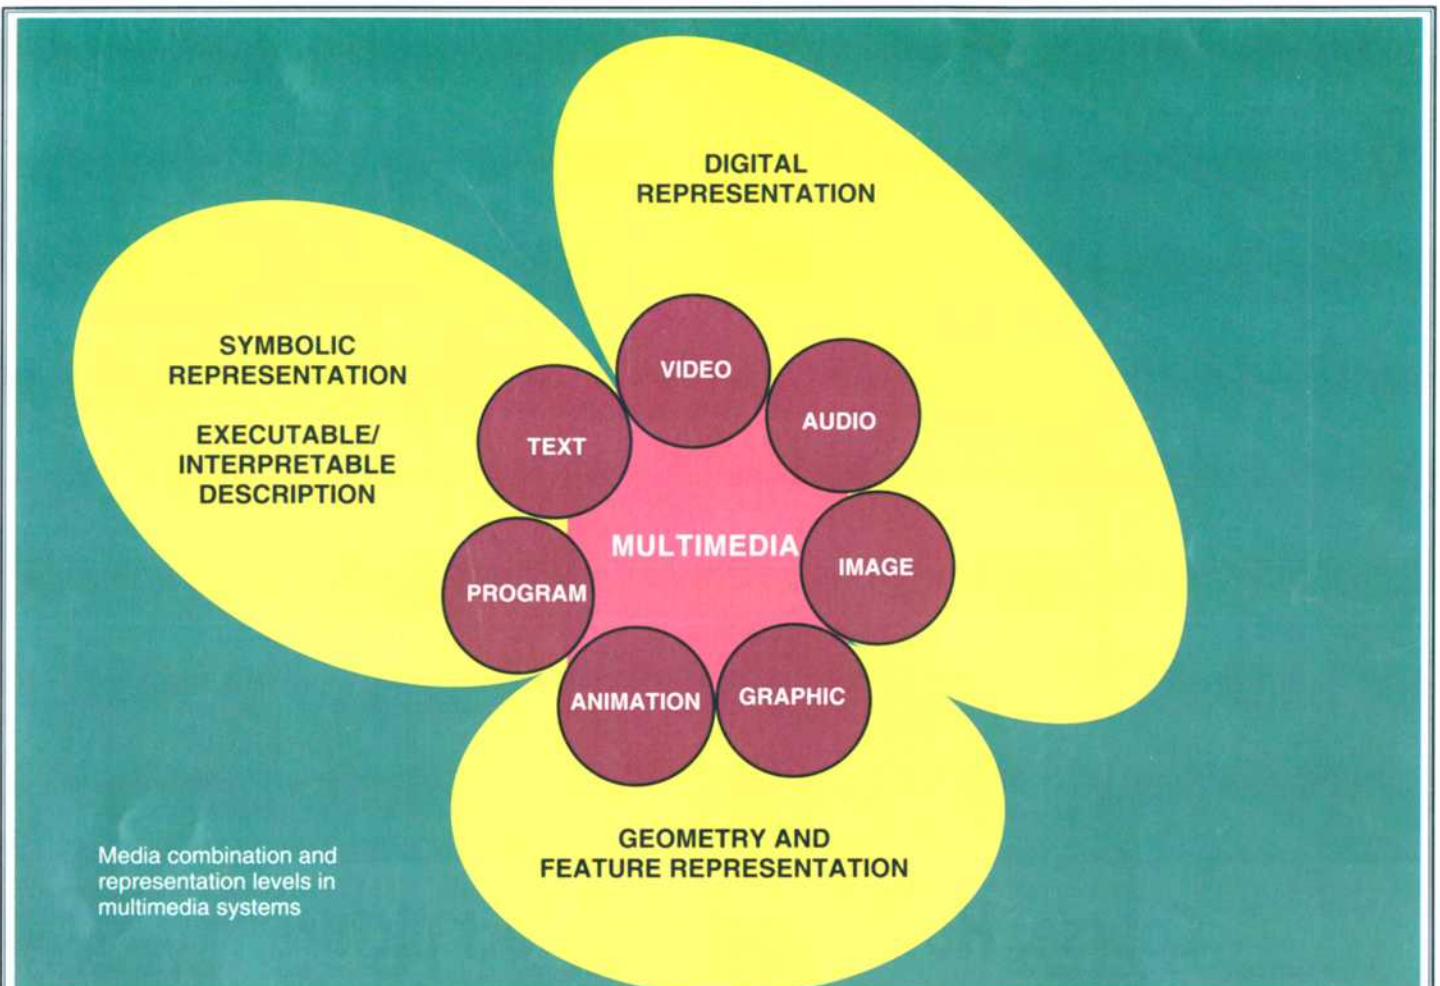 DIGITAL
REPRESENTATION
SYMBOLIC
REPRESENTATION
EXECUTABLE/
INTERPRETABLE
DESCRIPTION
VIDEO
AUDIO
TEXT
MULTIMEDIA
IMAGE
PROGRAM
ANIMATION
GRAPHIC
GEOMETRY AND
FEATURE REPRESENTATION
Media combination and
representation levels in
multimedia systems